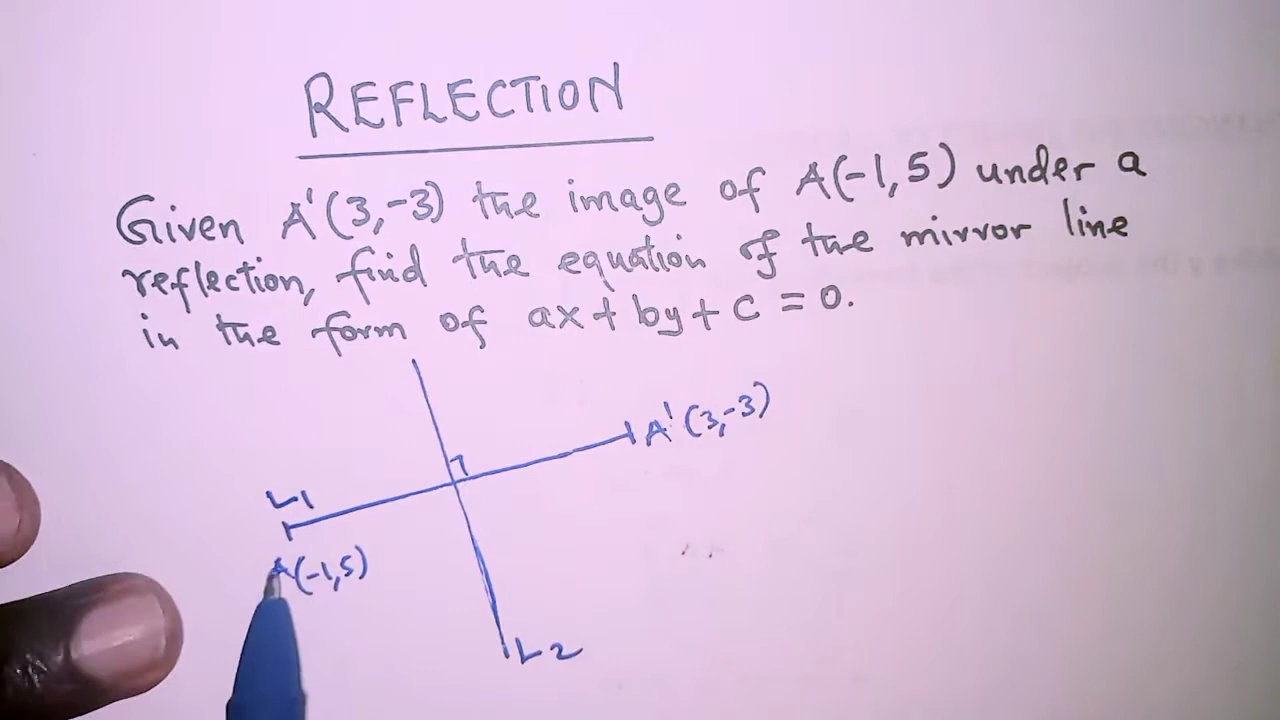 REFLECTION
Given A'(3,-3) the image of A(-1,5) under a
reflection, find the equation of the mirror line
in the form of ax + by + c = 0.
A'(3,-3)
L1
A(-1,5)
L2